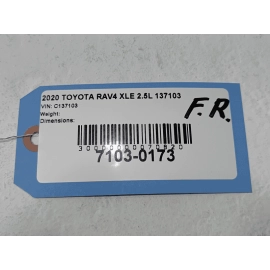 2020 TOYOTA RAV4 XLE 2.5L 137103
VIN: C137103
Weight:
Dimensions:
F.R.
7103-0173